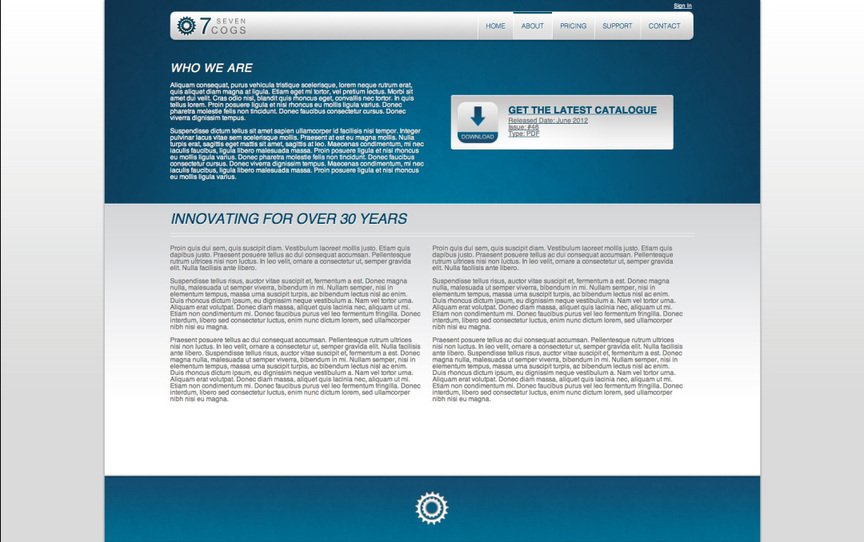 Sign In
7 SEVEN
COGS
HOME ABOUT PRICING SUPPORT CONTACT
WHO WE ARE
Aliquam consequat, purus vehicula tristique scelerisque, lorem neque rutrum erat,
quis aliquet diam magna at ligula. Etiam eget mi tortor, vel pretium lectus. Morbi sit
amet dui velit. Cras odio nisl, blandit quis rhoncus eget, convallis nec tortor. In quis
tellus lorem. Proin posuere ligula et nisi rhoncus eu mollis ligula varius. Donec
pharetra molestie felis non tincidunt. Donec faucibus consectetur cursus. Donec
viverra dignissim tempus.
Suspendisse dictum tellus sit amet sapien ullamcorper id facilisis nisi tempor. Integer
pulvinar lacus vitae sem scelerisque mollis. Praesent at est eu magna mollis. Nulla
turpis erat, sagittis eget mattis sit amet, sagittis at leo. Maecenas condimentum, mi nec
iaculis faucibus, ligula libero malesuada massa. Proin posuere ligula et nisi rhoncus
eu mollis ligula varius. Donec pharetra molestie felis non tincidunt. Donec faucibus
consectetur cursus. Donec viverra dignissim tempus. Maecenas condimentum, mi nec
iaculis faucibus, ligula libero malesuada massa. Proin posuere ligula et nisi rhoncus
eu mollis ligula varius.
GET THE LATEST CATALOGUE
Released Date: June 2012
Issue: #46
Type: PDF
DOWNLOAD
INNOVATING FOR OVER 30 YEARS
Proin quis dui sem, quis suscipit diam. Vestibulum laoreet mollis justo. Etiam quis
dapibus justo. Praesent posuere tellus ac dui consequat accumsan. Pellentesque
rutrum ultrices nisi non luctus. In leo velit, ornare a consectetur ut, semper gravida
elit. Nulla facilisis ante libero.
Suspendisse tellus risus, auctor vitae suscipit et, fermentum a est. Donec magna
nulla, malesuada ut semper viverra, bibendum in mi. Nullam semper, nisi in
elementum tempus, massa urna suscipit turpis, ac bibendum nisl nisl ac enim.
Duis rhoncus dictum ipsum, eu dignissim neque vestibulum a. Nam vel tortor urna.
Aliquam erat volutpat. Donec diam massa, aliquet quis lacinia nec, aliquam ut mi.
Etiam non condimentum mi. Donec faucibus purus vel leo fermentum fringilla. Donec
interdum, libero sed consectetur luctus, enim nunc dictum lorem, sed ullamcorper
nibh nisi eu magna.
Praesent posuere tellus ac dui consequat accumsan. Pellentesque rutrum ultrices
nisi non luctus. In leo velit, ornare a consectetur ut, semper gravida elit. Nulla facilisis
ante libero. Suspendisse tellus risus, auctor vitae suscipit et, fermentum a est. Donec
magna nulla, malesuada ut semper viverra, bibendum in mi. Nullam semper, nisi in
elementum tempus, massa urna suscipit turpis, ac bibendum nisl nisl ac enim.
Duis rhoncus dictum ipsum, eu dignissim neque vestibulum a. Nam vel tortor urna.
Aliquam erat volutpat. Donec diam massa, aliquet quis lacinia nec, aliquam ut mi.
Etiam non condimentum mi. Donec faucibus purus vel leo fermentum fringilla. Donec
interdum, libero sed consectetur luctus, enim nunc dictum lorem, sed ullamcorper
nibh nisi eu magna.
Proin quis dui sem, quis suscipit diam. Vestibulum laoreet mollis justo. Etiam quis
dapibus justo. Praesent posuere tellus ac dui consequat accumsan. Pellentesque
rutrum ultrices nisi non luctus. In leo velit, ornare a consectetur ut, semper gravida
elit. Nulla facilisis ante libero.
Suspendisse tellus risus, auctor vitae suscipit et, fermentum a est. Donec magna
nulla, malesuada ut semper viverra, bibendum in mi. Nullam semper, nisi in
elementum tempus, massa urna suscipit turpis, ac bibendum nisl nisl ac enim.
Duis rhoncus dictum ipsum, eu dignissim neque vestibulum a. Nam vel tortor urna.
Aliquam erat volutpat. Donec diam massa, aliquet quis lacinia nec, aliquam ut mi.
Etiam non condimentum mi. Donec faucibus purus vel leo fermentum fringilla. Donec
interdum, libero sed consectetur luctus, enim nunc dictum lorem, sed ullamcorper
nibh nisi eu magna.
Praesent posuere tellus ac dui consequat accumsan. Pellentesque rutrum ultrices
nisi non luctus. In leo velit, ornare a consectetur ut, semper gravida elit. Nulla facilisis
ante libero. Suspendisse tellus risus, auctor vitae suscipit et, fermentum a est. Donec
magna nulla, malesuada ut semper viverra, bibendum in mi. Nullam semper, nisi in
elementum tempus, massa urna suscipit turpis, ac bibendum nisl nisl ac enim.
Duis rhoncus dictum ipsum, eu dignissim neque vestibulum a. Nam vel tortor urna.
Aliquam erat volutpat. Donec diam massa, aliquet quis lacinia nec, aliquam ut mi.
Etiam non condimentum mi. Donec faucibus purus vel leo fermentum fringilla. Donec
interdum, libero sed consectetur luctus, enim nunc dictum lorem, sed ullamcorper
nibh nisi eu magna.